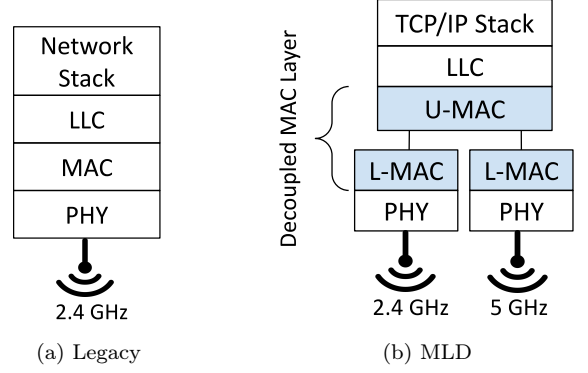 Network
Stack
LLC
MAC
PHY
2.4 GHz
(a) Legacy
Decoupled MAC Layer
TCP/IP Stack
LLC
U-MAC
L-MAC
L-MAC
PHY
PHY
2.4 GHz
5 GHz
(b) MLD